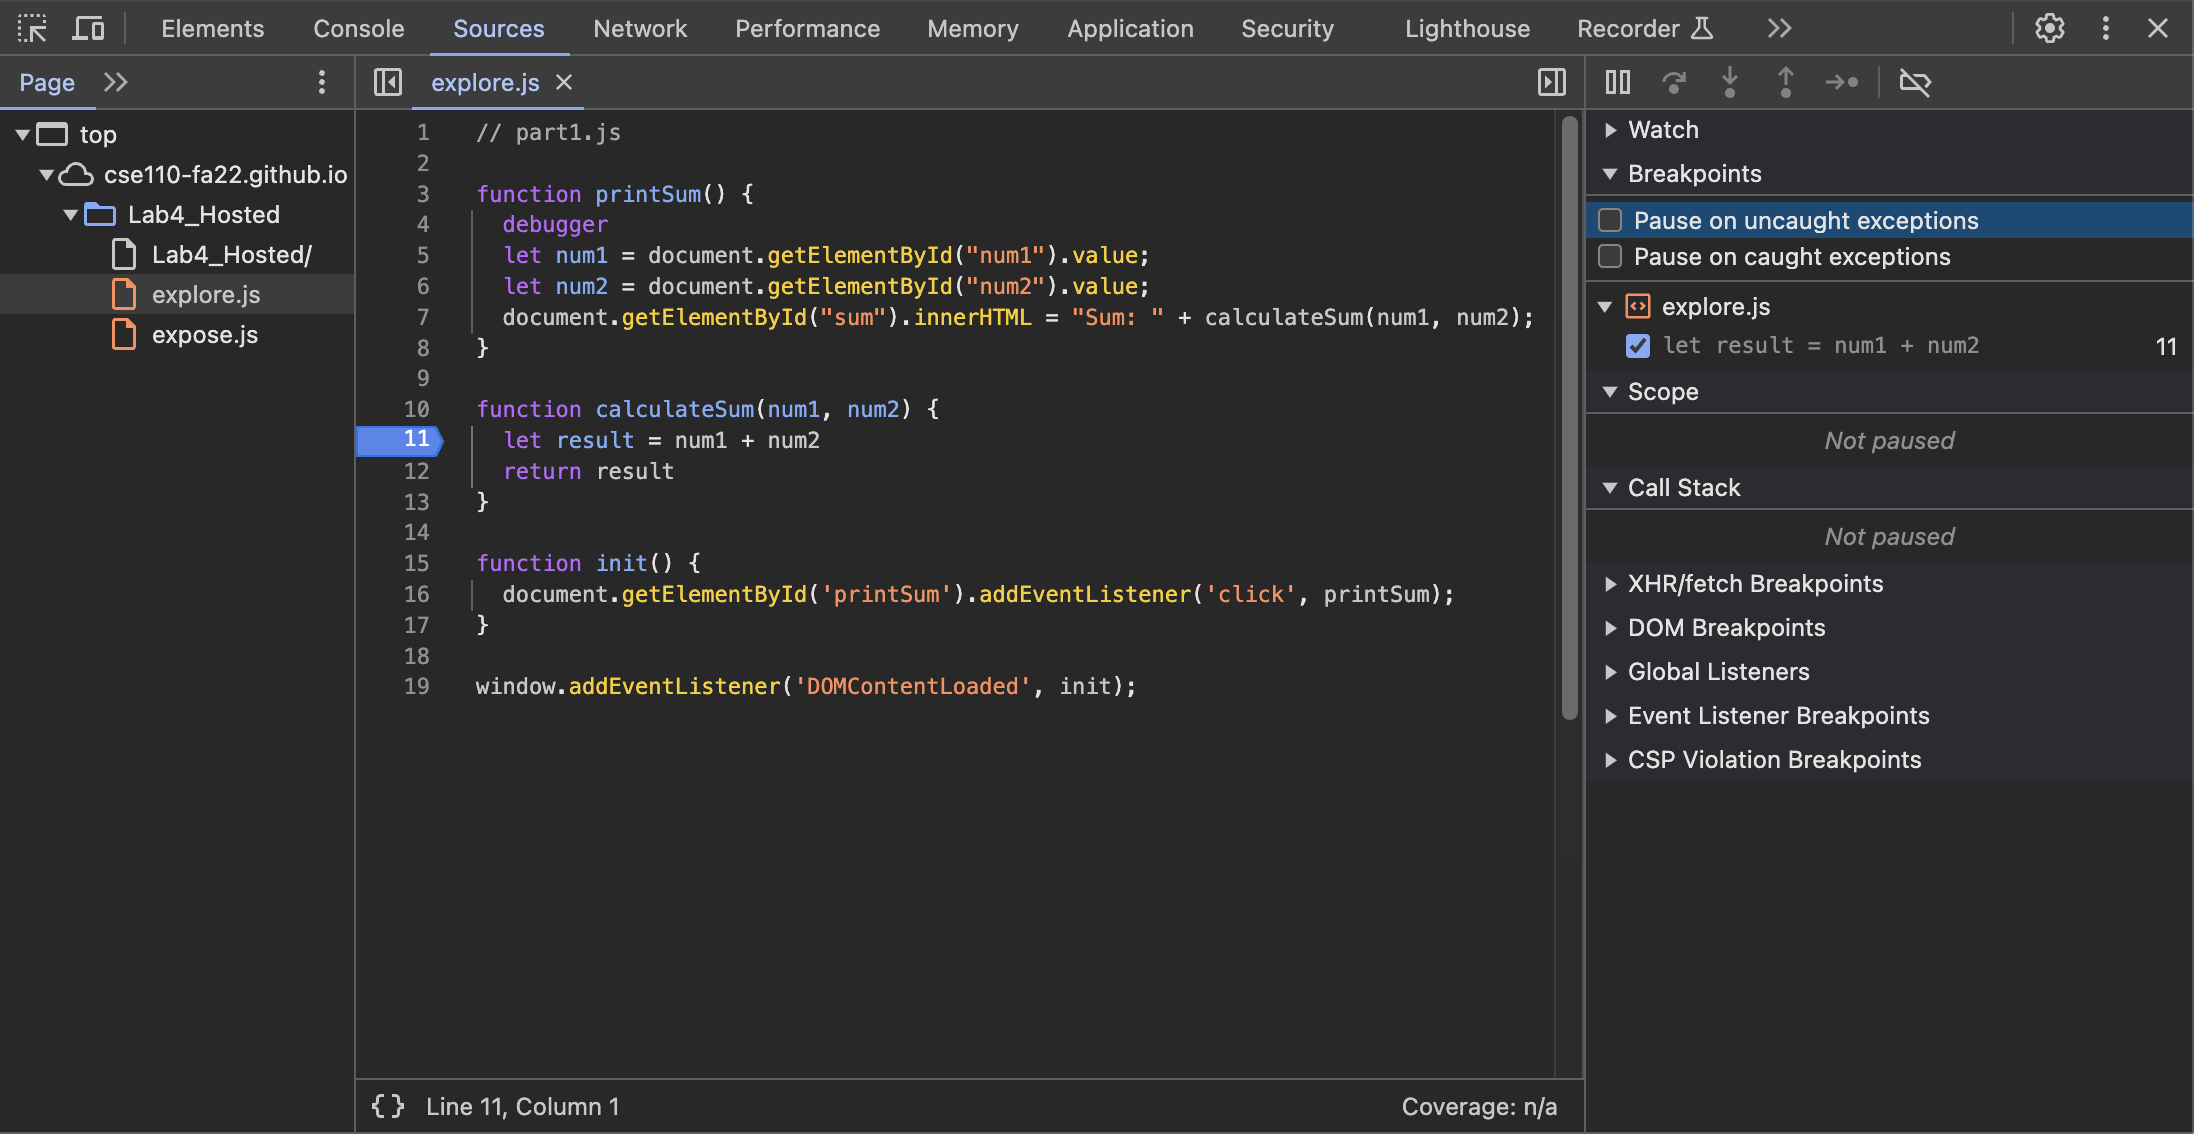 Elements Console Sources Network Performance Memory Application Security Lighthouse Recorder
Page
explore.js
top
cse110-fa22.github.io
Lab4_Hosted
Lab4_Hosted/
explore.js
expose.js
1 // part1.js
2
3 function printSum() {
4 debugger
5 let num1 = document.getElementById("num1").value;
6 let num2 = document.getElementById("num2").value;
7 document.getElementById("sum").innerHTML = "Sum: " + calculateSum(num1, num2);
8 }
9
10 function calculateSum(num1, num2) {
11 let result = num1 + num2
12 return result
13 }
14
15 function init() {
16 document.getElementById('printSum').addEventListener('click', printSum);
17 }
18
19 window.addEventListener('DOMContentLoaded', init);
{} Line 11, Column 1
Coverage: n/a
Watch
Breakpoints
Pause on uncaught exceptions
Pause on caught exceptions
explore.js
let result = num1 + num2 11
Scope
Not paused
Call Stack
Not paused
XHR/fetch Breakpoints
DOM Breakpoints
Global Listeners
Event Listener Breakpoints
CSP Violation Breakpoints